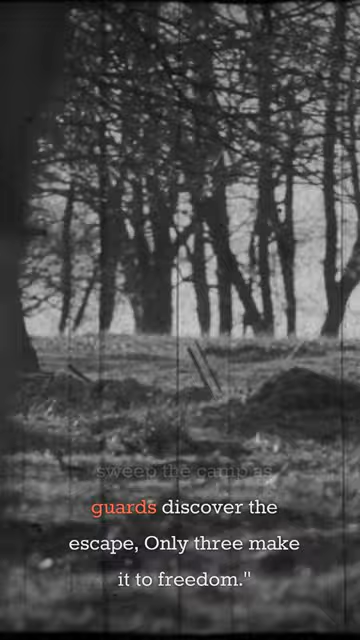 sweep the camp as
guards discover the
escape, Only three make
it to freedom."